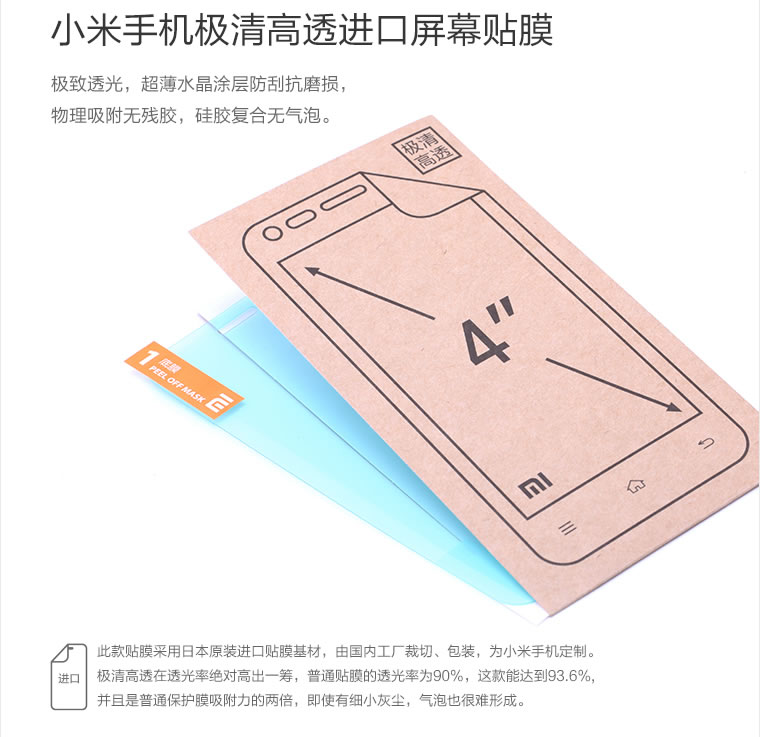 小米手机极清高透进口屏幕贴膜
极致透光，超薄水晶涂层防刮抗磨损，
物理吸附无残胶，硅胶复合无气泡。
极清
高透
4"
1 底膜
PEEL OFF MASK
MI
进口
此款贴膜采用日本原装进口贴膜基材，由国内工厂裁切、包装，为小米手机定制。
极清高透在透光率绝对高出一筹，普通贴膜的透光率为90%，这款能达到93.6%，
并且是普通保护膜吸附力的两倍，即使有细小灰尘，气泡也很难形成。